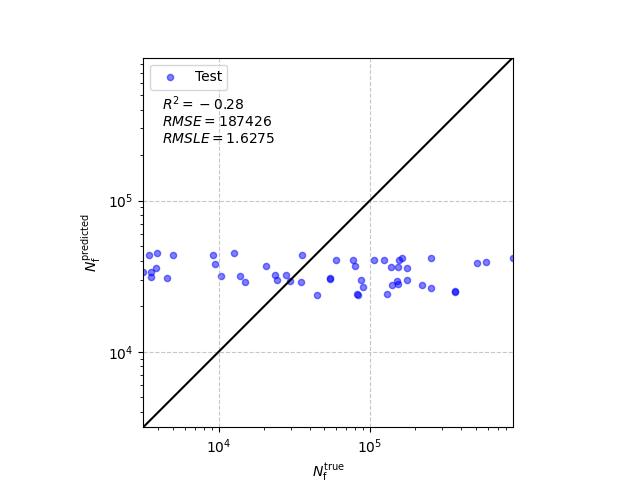 Test
R² = −0.28
RMSE = 187426
RMSLE = 1.6275
N_f^predicted
10⁵
10⁴
10⁴ 10⁵
N_f^true